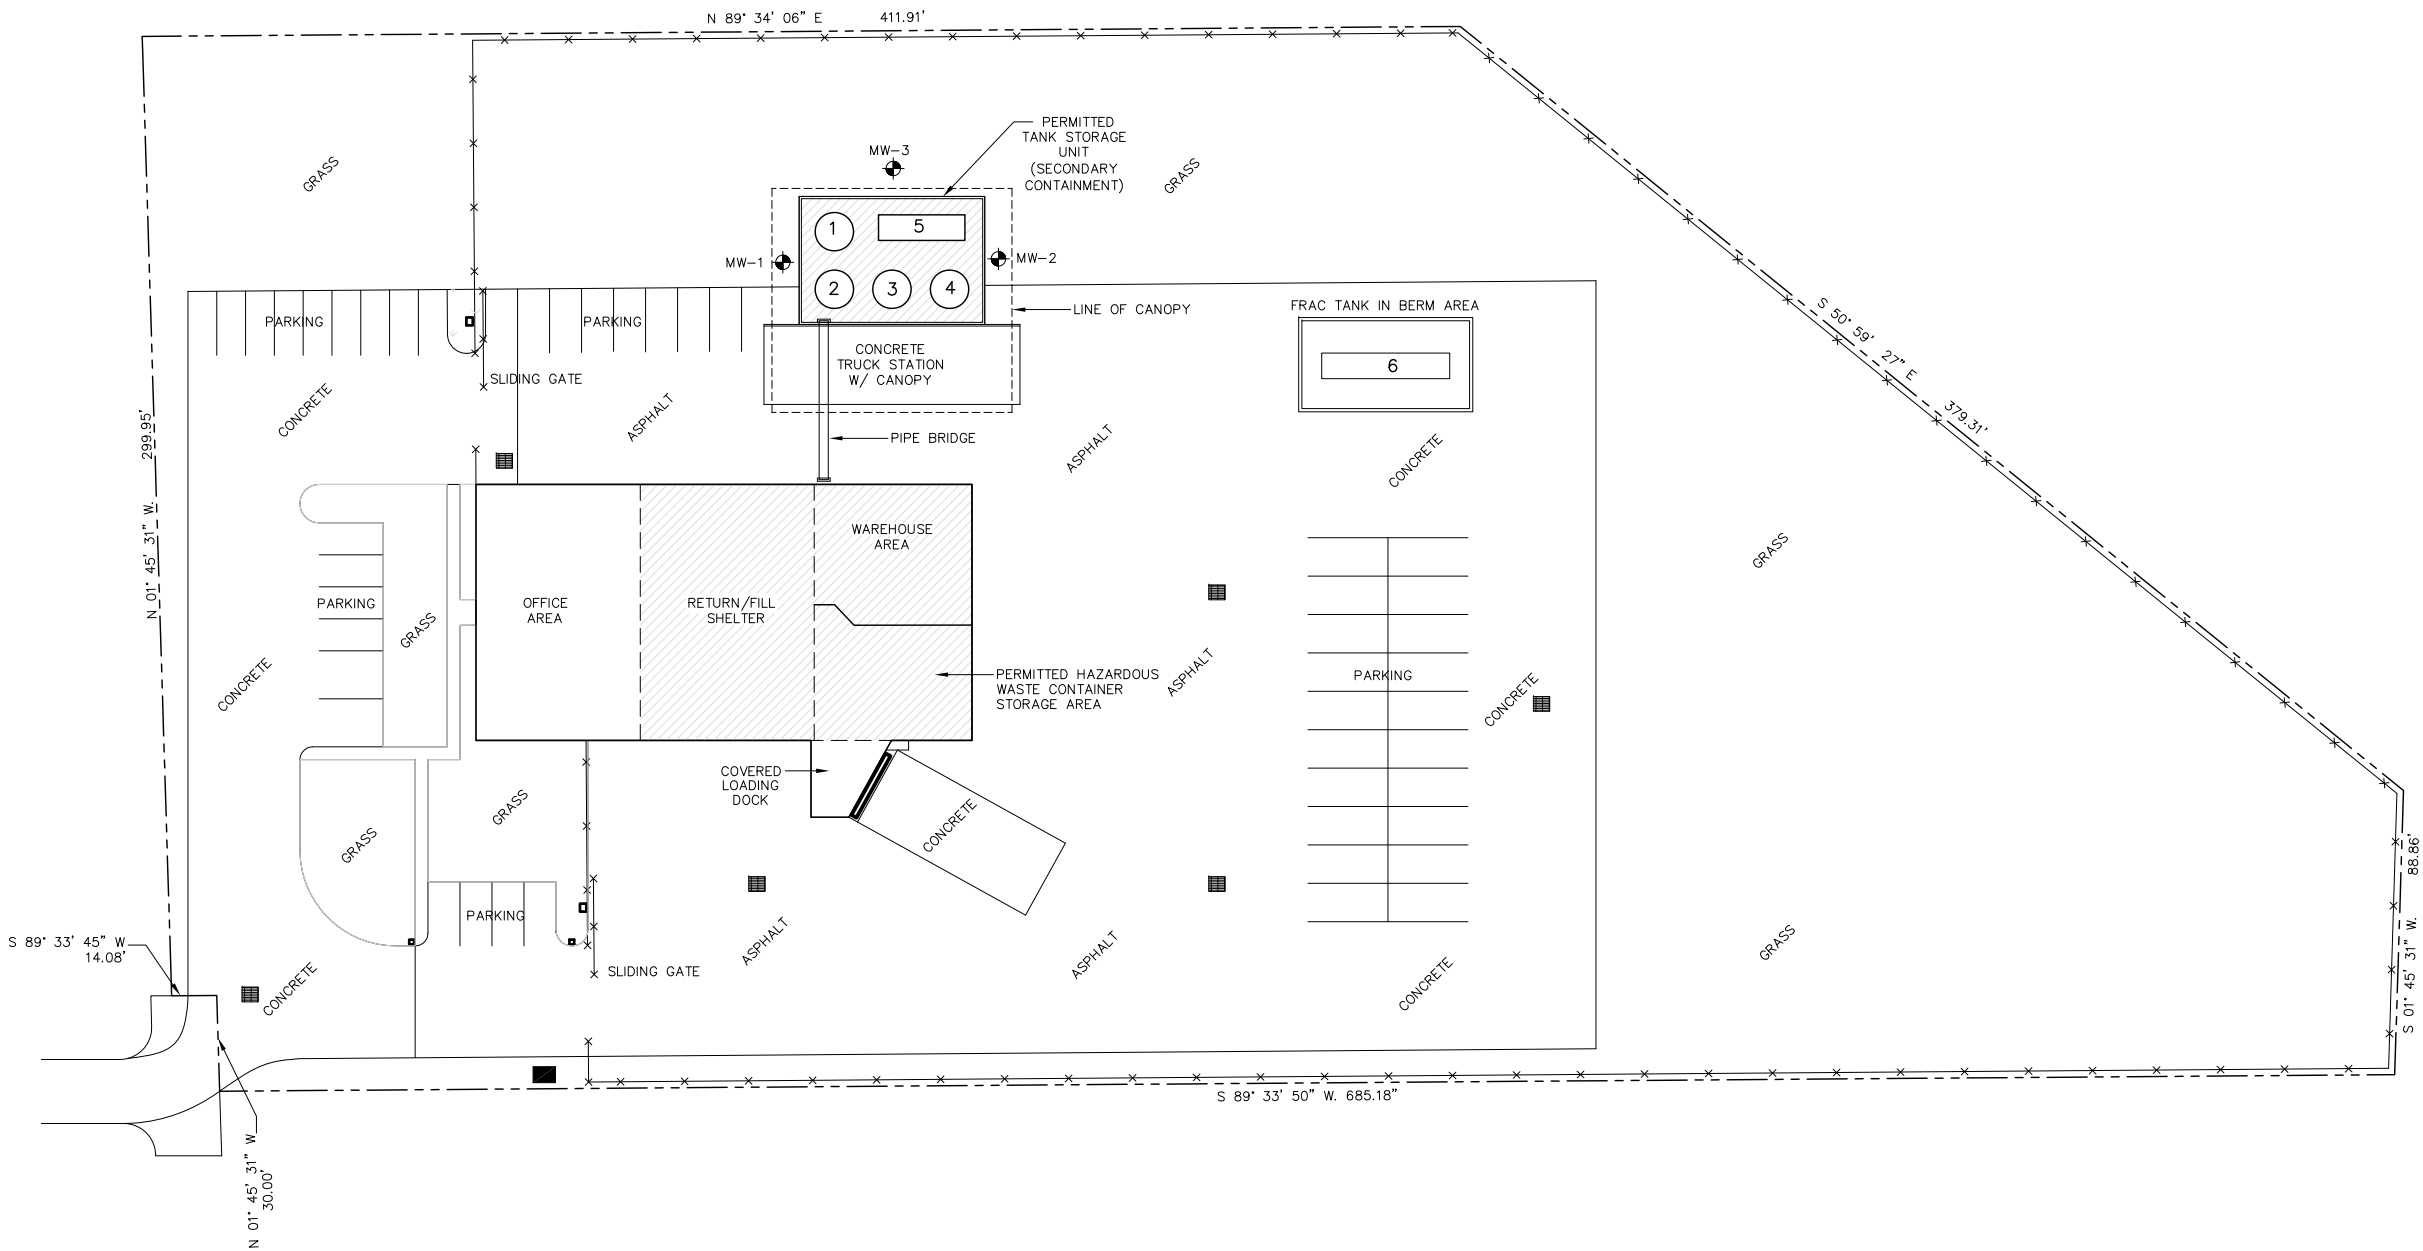 N 89° 34' 06" E 411.91'
PERMITTED
TANK STORAGE
UNIT
(SECONDARY
CONTAINMENT)
MW-3
GRASS
GRASS
1
5
MW-1
MW-2
2
3
4
LINE OF CANOPY
FRAC TANK IN BERM AREA
PARKING
PARKING
S 50° 59' 27" E
379.31'
CONCRETE
TRUCK STATION
W/ CANOPY
6
SLIDING GATE
CONCRETE
ASPHALT
299.95'
N 01° 45' 31" W.
PIPE BRIDGE
ASPHALT
CONCRETE
WAREHOUSE
AREA
GRASS
PARKING
GRASS
OFFICE
AREA
RETURN/FILL
SHELTER
CONCRETE
PERMITTED HAZARDOUS
WASTE CONTAINER
STORAGE AREA
ASPHALT
PARKING
CONCRETE
COVERED
LOADING
DOCK
GRASS
GRASS
CONCRETE
88.86'
S 01° 45' 31" W.
PARKING
S 89° 33' 45" W
14.08'
ASPHALT
ASPHALT
GRASS
SLIDING GATE
CONCRETE
CONCRETE
S 89° 33' 50" W. 685.18"
N 01° 45' 31" W
30.00'